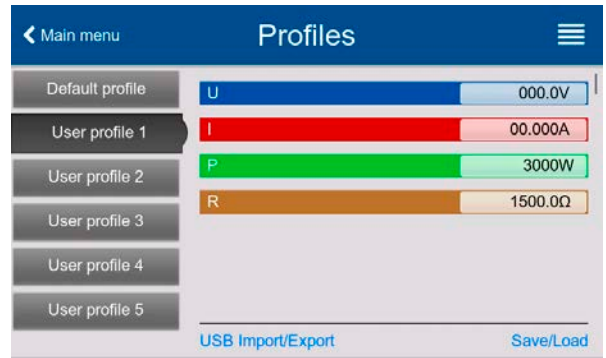 Main menu
Profiles
Default profile
User profile 1
User profile 2
User profile 3
User profile 4
User profile 5
U 000.0V
I 00.000A
P 3000W
R 1500.0Ω
USB Import/Export
Save/Load